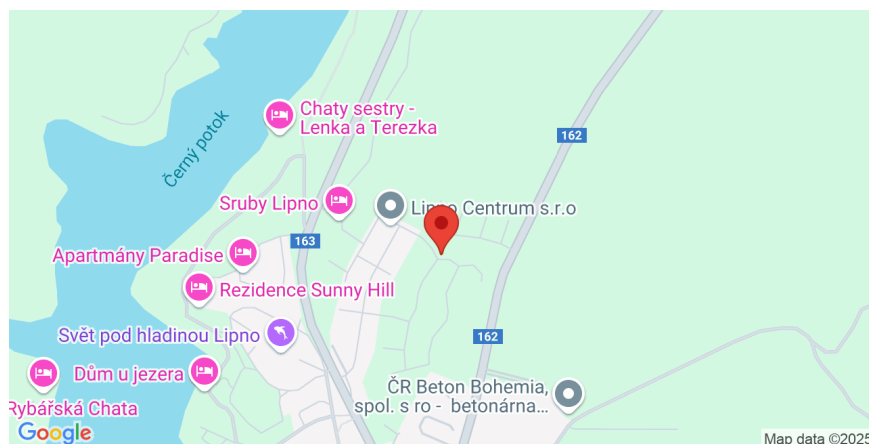 Chaty sestry -
Lenka a Terezka
Černý potok
162
Sruby Lipno
Lipno Centrum s.r.o
163
Apartmány Paradise
Rezidence Sunny Hill
Svět pod hladinou Lipno
162
Dům u jezera
ČR Beton Bohemia,
spol. s ro - betonárna...
Rybářská Chata
Google
Map data ©2025